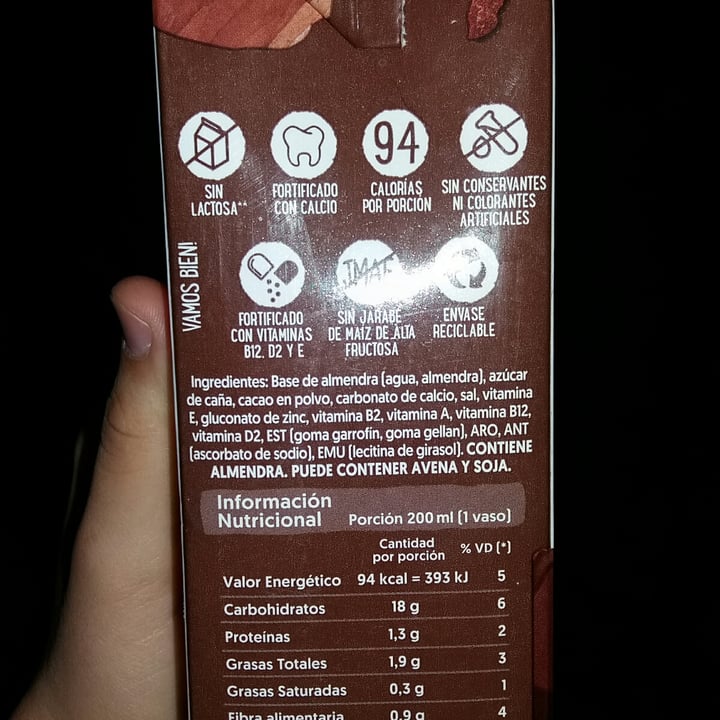 SIN
LACTOSA**
FORTIFICADO
CON CALCIO
94
CALORÍAS
POR PORCIÓN
SIN CONSERVANTES
NI COLORANTES
ARTIFICIALES
VAMOS BIEN!
FORTIFICADO
CON VITAMINAS
B12, D2 Y E
JMAF
SIN JARABE
DE MAÍZ DE ALTA
FRUCTOSA
ENVASE
RECICLABLE
Ingredientes: Base de almendra (agua, almendra), azúcar
de caña, cacao en polvo, carbonato de calcio, sal, vitamina
E, gluconato de zinc, vitamina B2, vitamina A, vitamina B12,
vitamina D2, EST (goma garrofín, goma gellan), ARO, ANT
(ascorbato de sodio), EMU (lecitina de girasol). CONTIENE
ALMENDRA. PUEDE CONTENER AVENA Y SOJA.
Información
Nutricional Porción 200 ml (1 vaso)
Cantidad
por porción % VD (*)
Valor Energético 94 kcal = 393 kJ 5
Carbohidratos 18 g 6
Proteínas 1,3 g 2
Grasas Totales 1,9 g 3
Grasas Saturadas 0,3 g 1
Fibra alimentaria 0,9 g 4